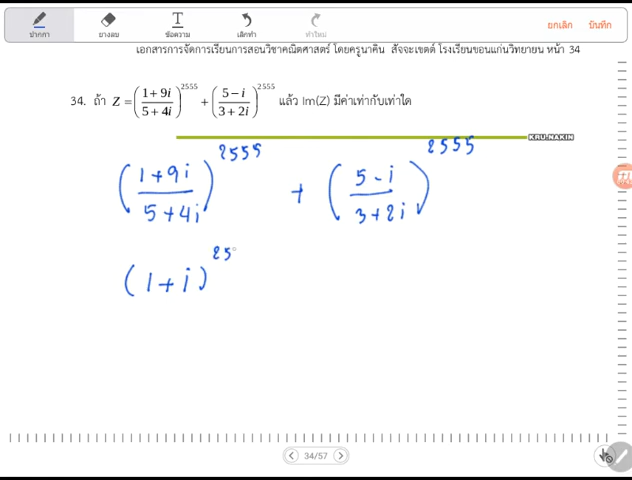 ปากกา ยางลบ ข้อความ เลิกทำ ทำใหม่ ยกเลิก บันทึก
เอกสารการจัดการเรียนการสอนวิชาคณิตศาสตร์ โดยครูนาคิน สัจจะเขตต์ โรงเรียนขอนแก่นวิทยายน หน้า 34
34. ถ้า Z = ((1+9i)/(5+4i))^2555 + ((5−i)/(3+2i))^2555 แล้ว Im(Z) มีค่าเท่ากับเท่าใด
KRU:NAKIN
((1+9i)/(5+4i))^2555 + ((5-i)/(3+2i))^2555
(1+i)^25
34/57